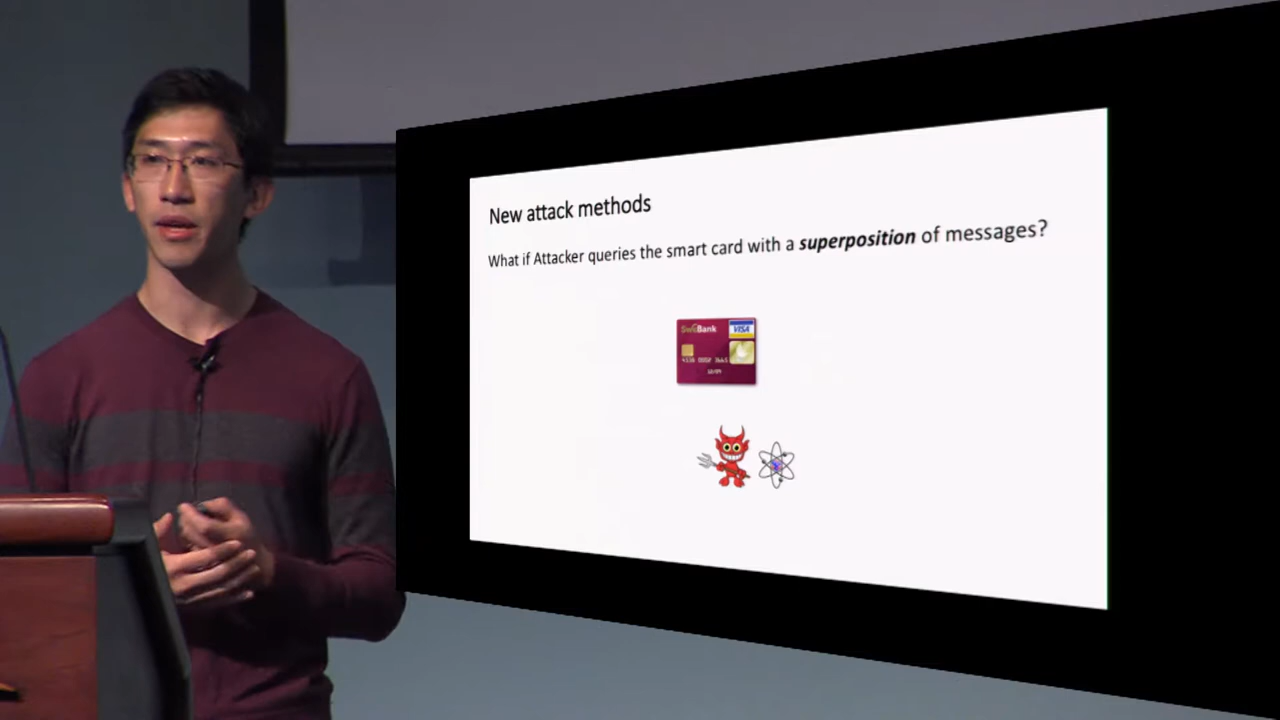 New attack methods
What if Attacker queries the smart card with a superposition of messages?
VISA